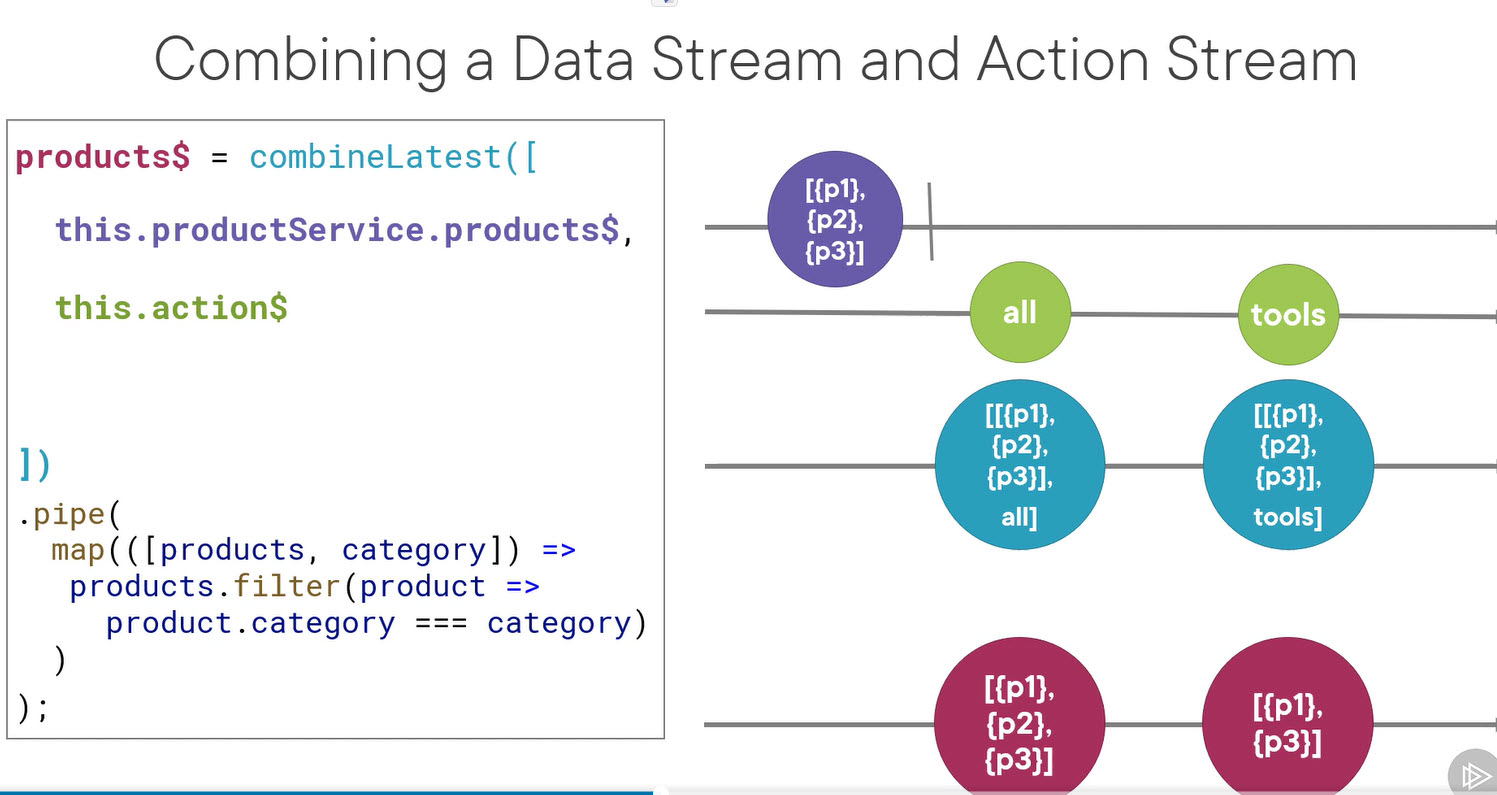 Combining a Data Stream and Action Stream
products$ = combineLatest([
this.productService.products$,
this.action$
])
.pipe(
map(([products, category]) =>
products.filter(product =>
product.category === category)
)
);
[{p1},
{p2},
{p3}]
all
tools
[[{p1},
{p2},
{p3}],
all]
[[{p1},
{p2},
{p3}],
tools]
[{p1},
{p2},
{p3}]
[{p1},
{p3}]